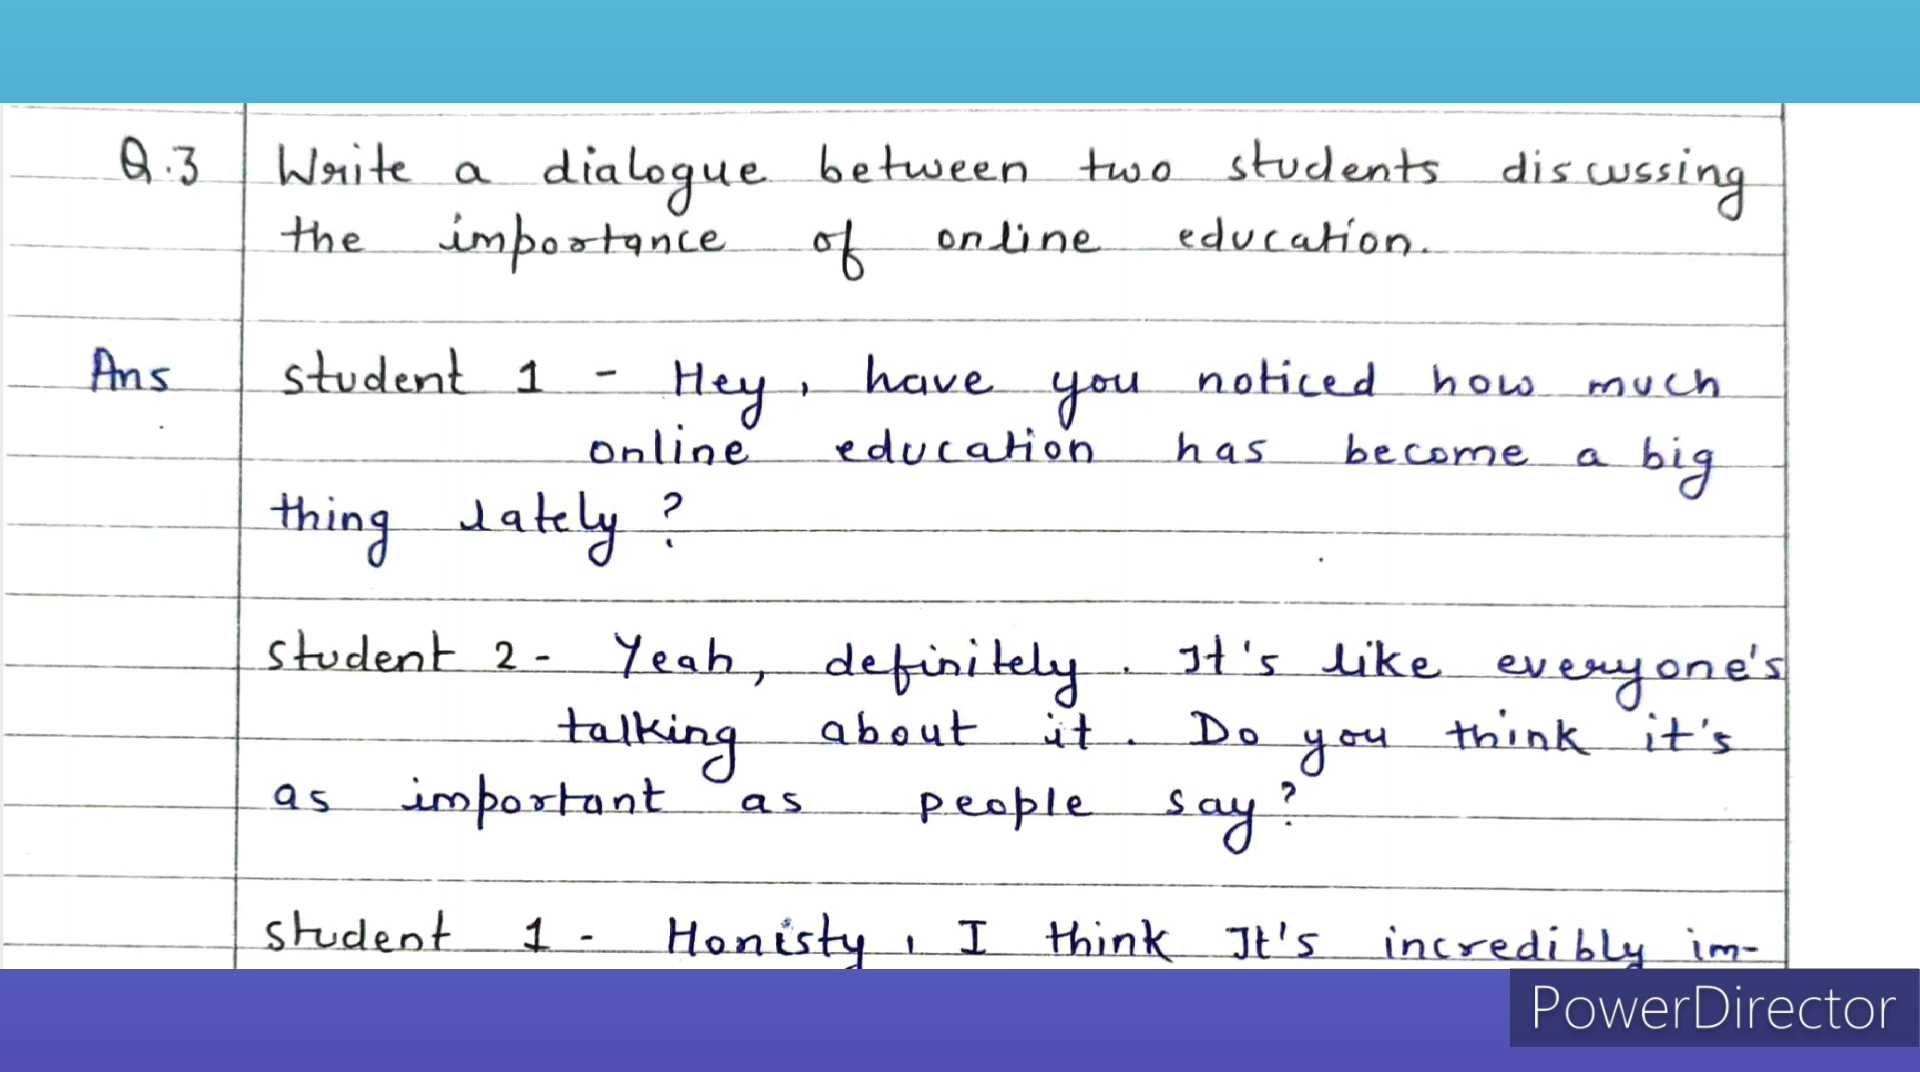 Q.3 Write a dialogue between two students discussing
the importance of online education.
Ans student 1 - Hey, have you noticed how much
online education has become a big
thing lately?
student 2 - Yeah, definitely. It's like everyone's
talking about it. Do you think it's
as important as people say?
student 1 - Honisty, I think It's incredibly im-
PowerDirector